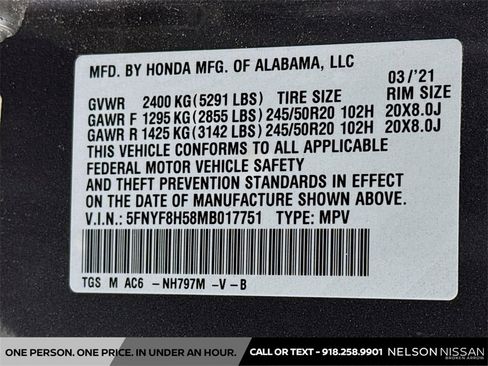 MFD. BY HONDA MFG. OF ALABAMA, LLC 03/'21
GVWR 2400 KG (5291 LBS) TIRE SIZE RIM SIZE
GAWR F 1295 KG (2855 LBS) 245/50R20 102H 20X8.0J
GAWR R 1425 KG (3142 LBS) 245/50R20 102H 20X8.0J
THIS VEHICLE CONFORMS TO ALL APPLICABLE
FEDERAL MOTOR VEHICLE SAFETY
AND THEFT PREVENTION STANDARDS IN EFFECT
ON THE DATE OF MANUFACTURE SHOWN ABOVE.
V.I.N.: 5FNYF8H58MB017751 TYPE: MPV
TGS M AC6 -NH797M -V-B
ONE PERSON. ONE PRICE. IN UNDER AN HOUR. CALL OR TEXT - 918.258.9901 NELSON NISSAN
BROKEN ARROW